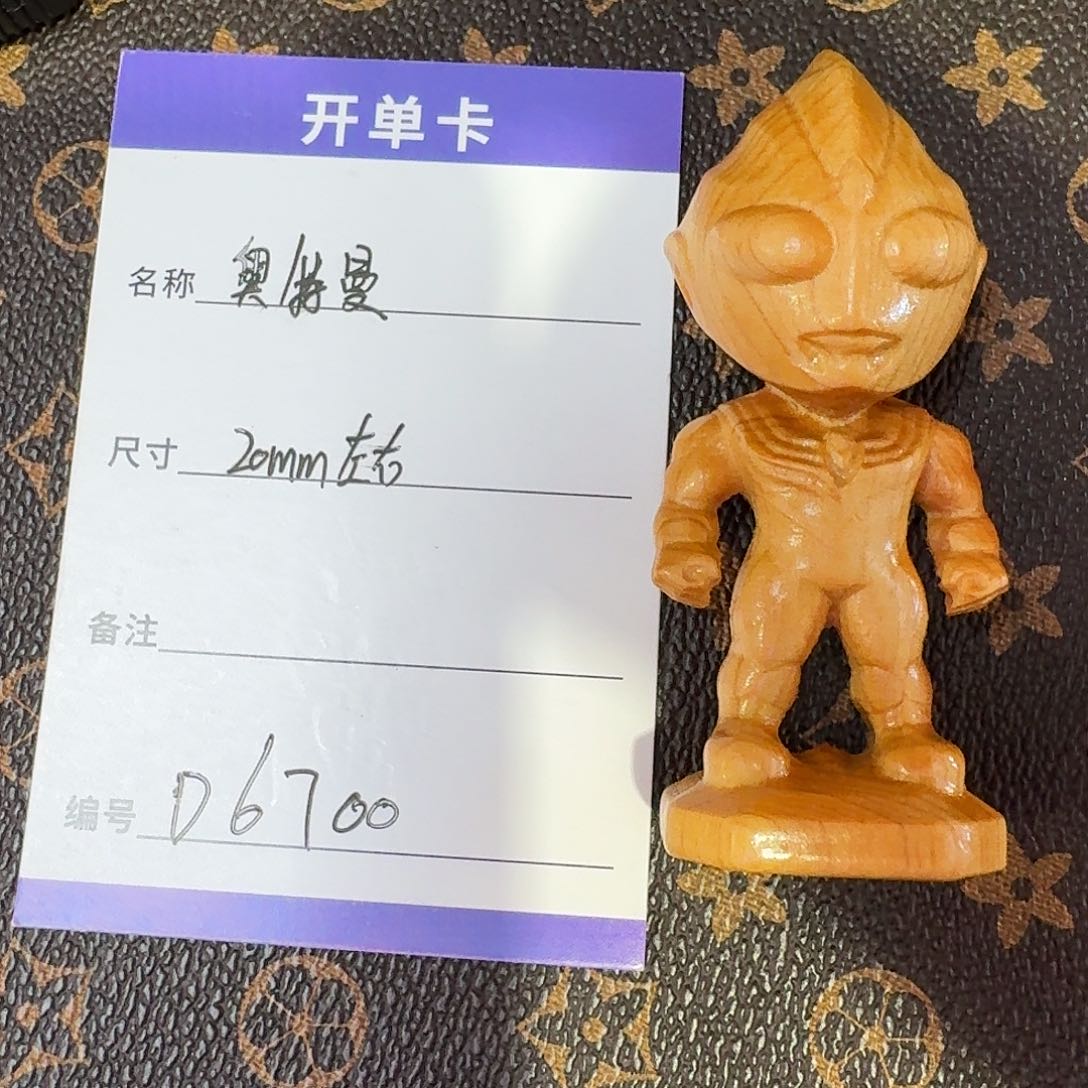 开单卡
名称 奥特曼
尺寸 20mm左右
备注
编号 D6700